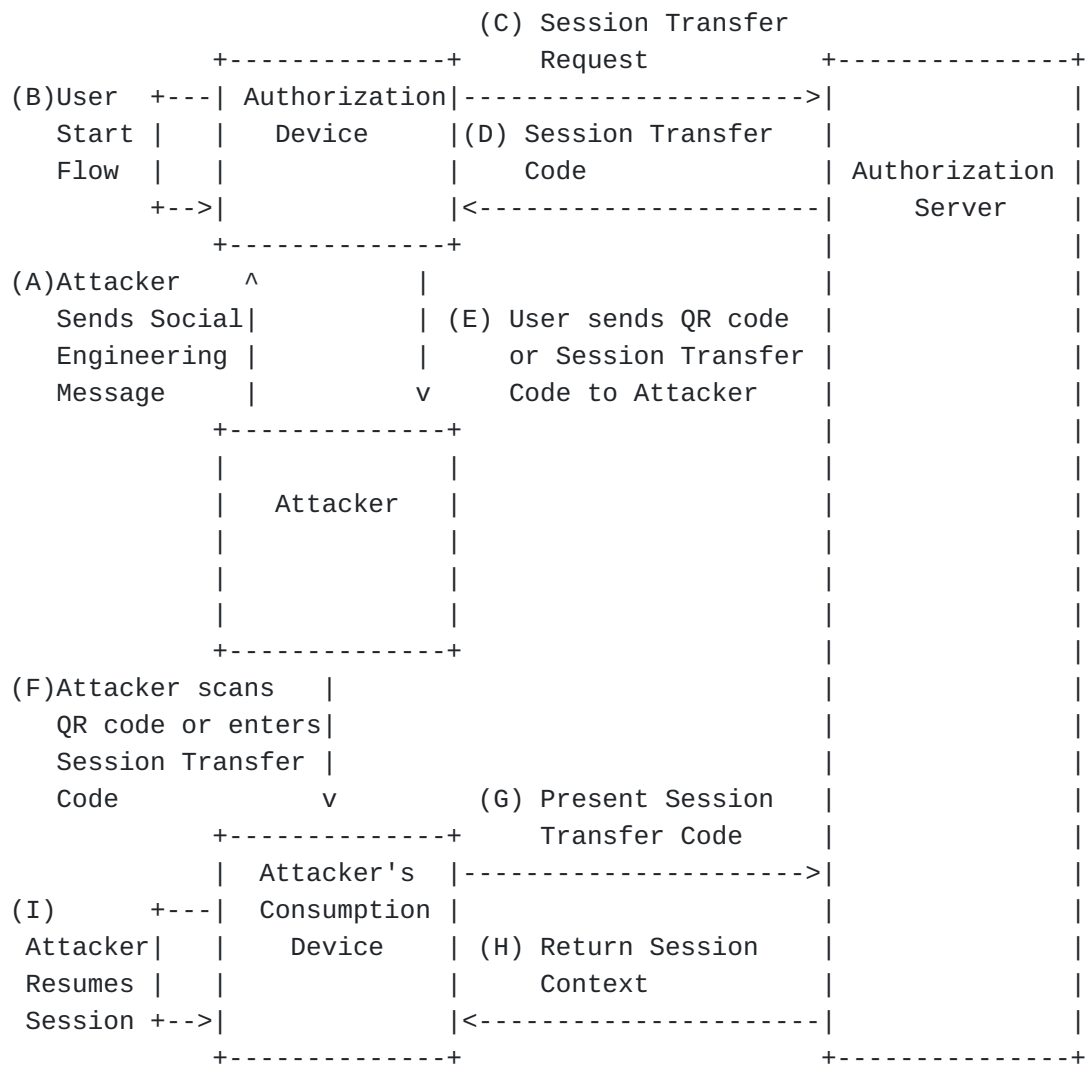 (C) Session Transfer
             +--------------+     Request           +---------------+
(B)User  +---| Authorization|---------------------->|               |
   Start |   |   Device     |(D) Session Transfer   |               |
   Flow  |   |              |    Code               | Authorization |
         +-->|              |<----------------------|     Server    |
             +--------------+                       |               |
(A)Attacker    ^          |                         |               |
   Sends Social|          | (E) User sends QR code  |               |
   Engineering |          |     or Session Transfer |               |
   Message     |          v     Code to Attacker    |               |
             +--------------+                       |               |
             |              |                       |               |
             |   Attacker   |                       |               |
             |              |                       |               |
             |              |                       |               |
             |              |                       |               |
             +--------------+                       |               |
(F)Attacker scans   |                               |               |
   QR code or enters|                               |               |
   Session Transfer |                               |               |
   Code             v         (G) Present Session   |               |
             +--------------+     Transfer Code     |               |
             |  Attacker's  |---------------------->|               |
(I)      +---|  Consumption |                       |               |
 Attacker|   |    Device    | (H) Return Session    |               |
 Resumes |   |              |     Context           |               |
 Session +-->|              |<----------------------|               |
             +--------------+                       +---------------+